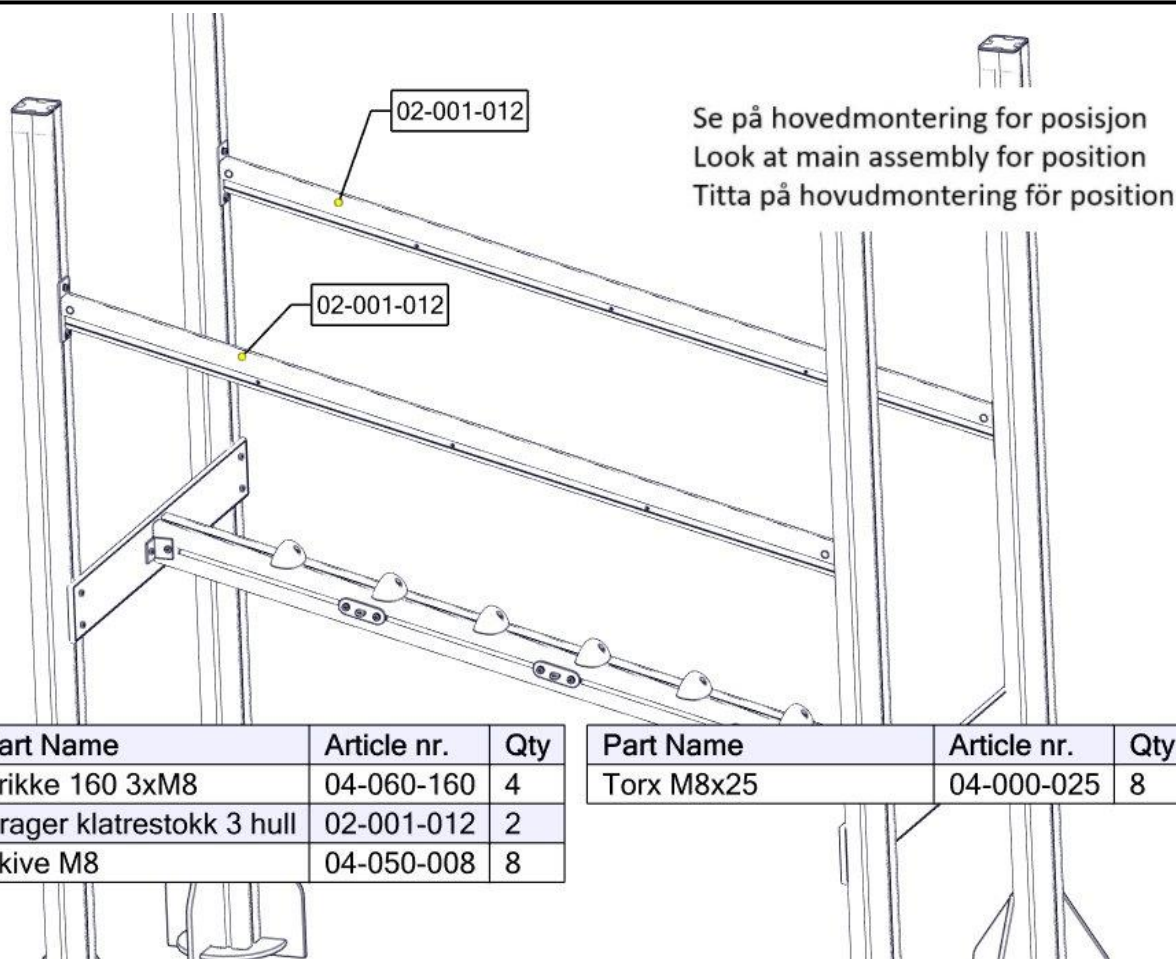 02-001-012
Se på hovedmontering for posisjon
Look at main assembly for position
Titta på hovudmontering för position
02-001-012
art Name Article nr. Qty
rikke 160 3xM8 04-060-160 4
rager klatrestokk 3 hull 02-001-012 2
kive M8 04-050-008 8
Part Name Article nr. Qty
Torx M8x25 04-000-025 8